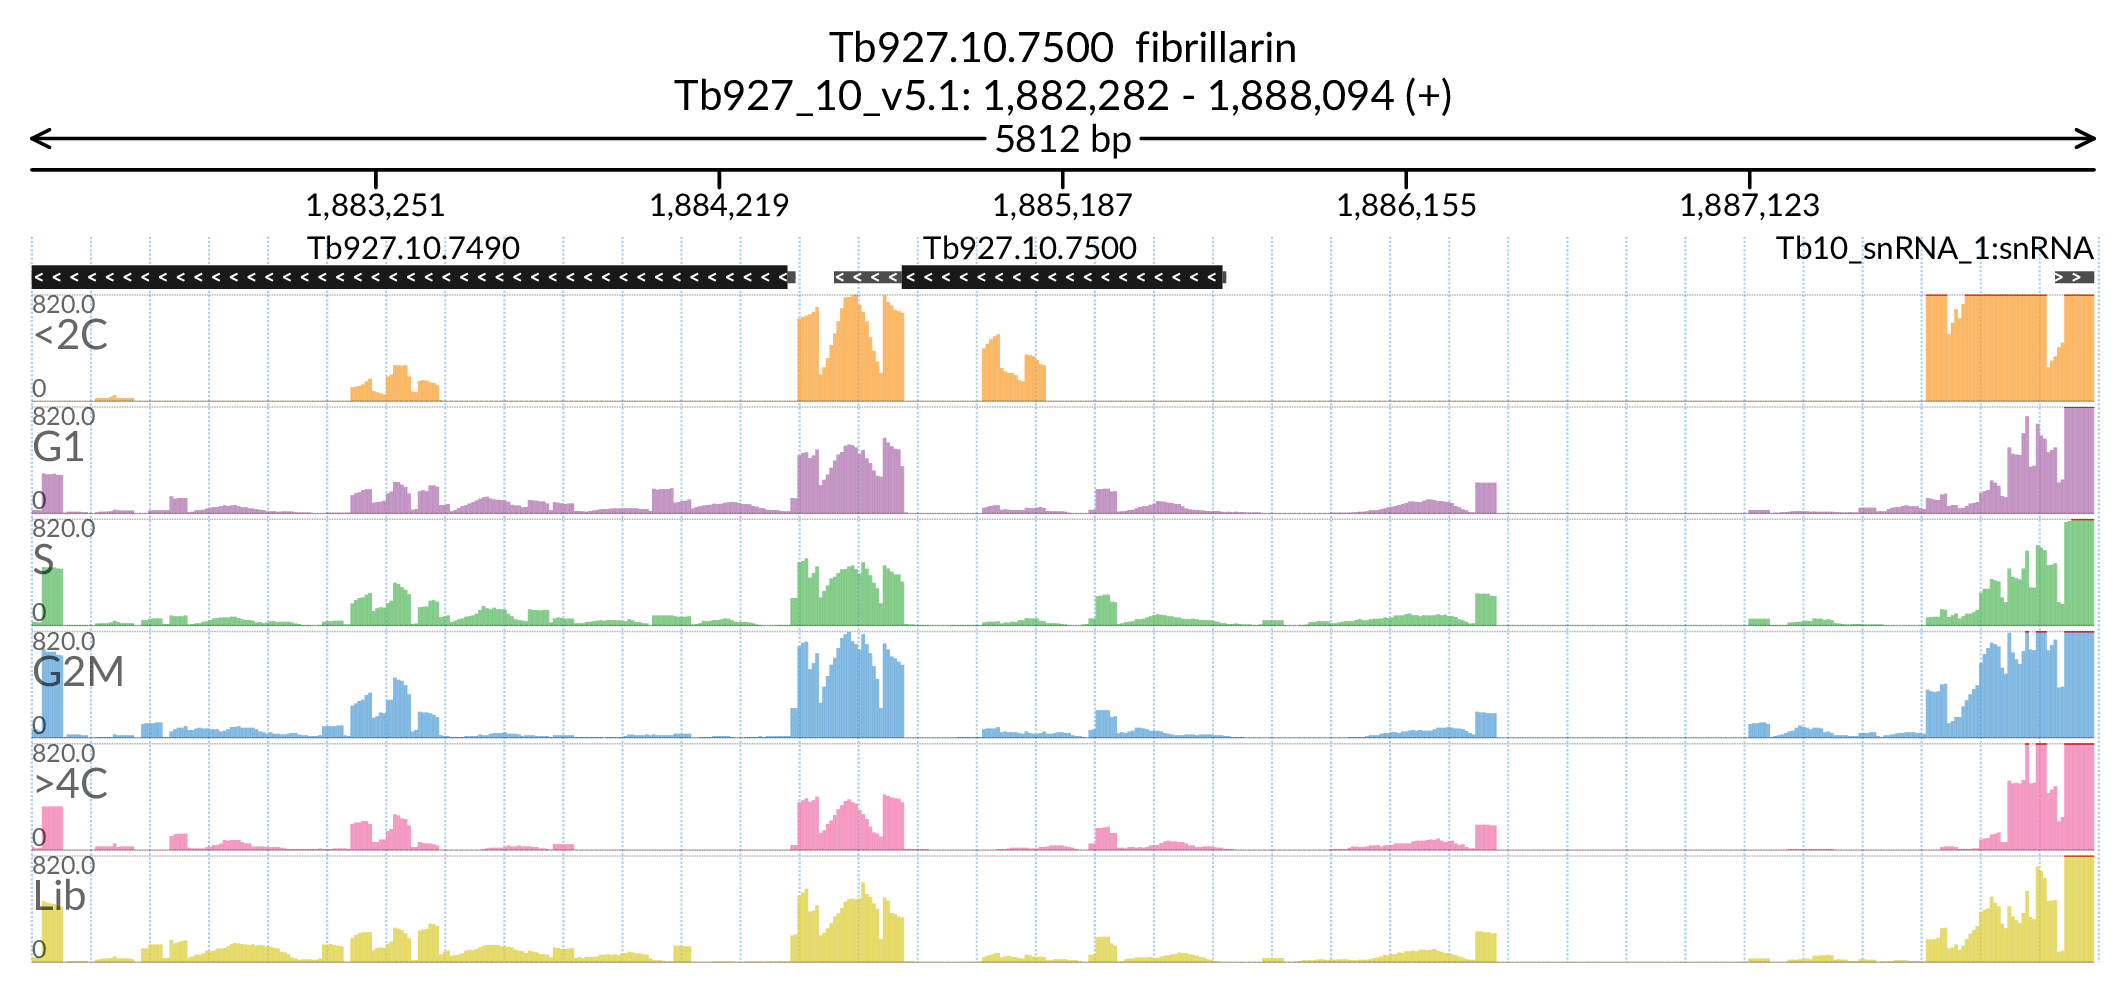 Tb927.10.7500  fibrillarin
Tb927_10_v5.1: 1,882,282 - 1,888,094 (+)
5812 bp
1,883,251 1,884,219 1,885,187 1,886,155 1,887,123
Tb927.10.7490 Tb927.10.7500 Tb10_snRNA_1:snRNA
820.0
<2C
0
820.0
G1
0
820.0
S
0
820.0
G2M
0
820.0
>4C
0
820.0
Lib
0